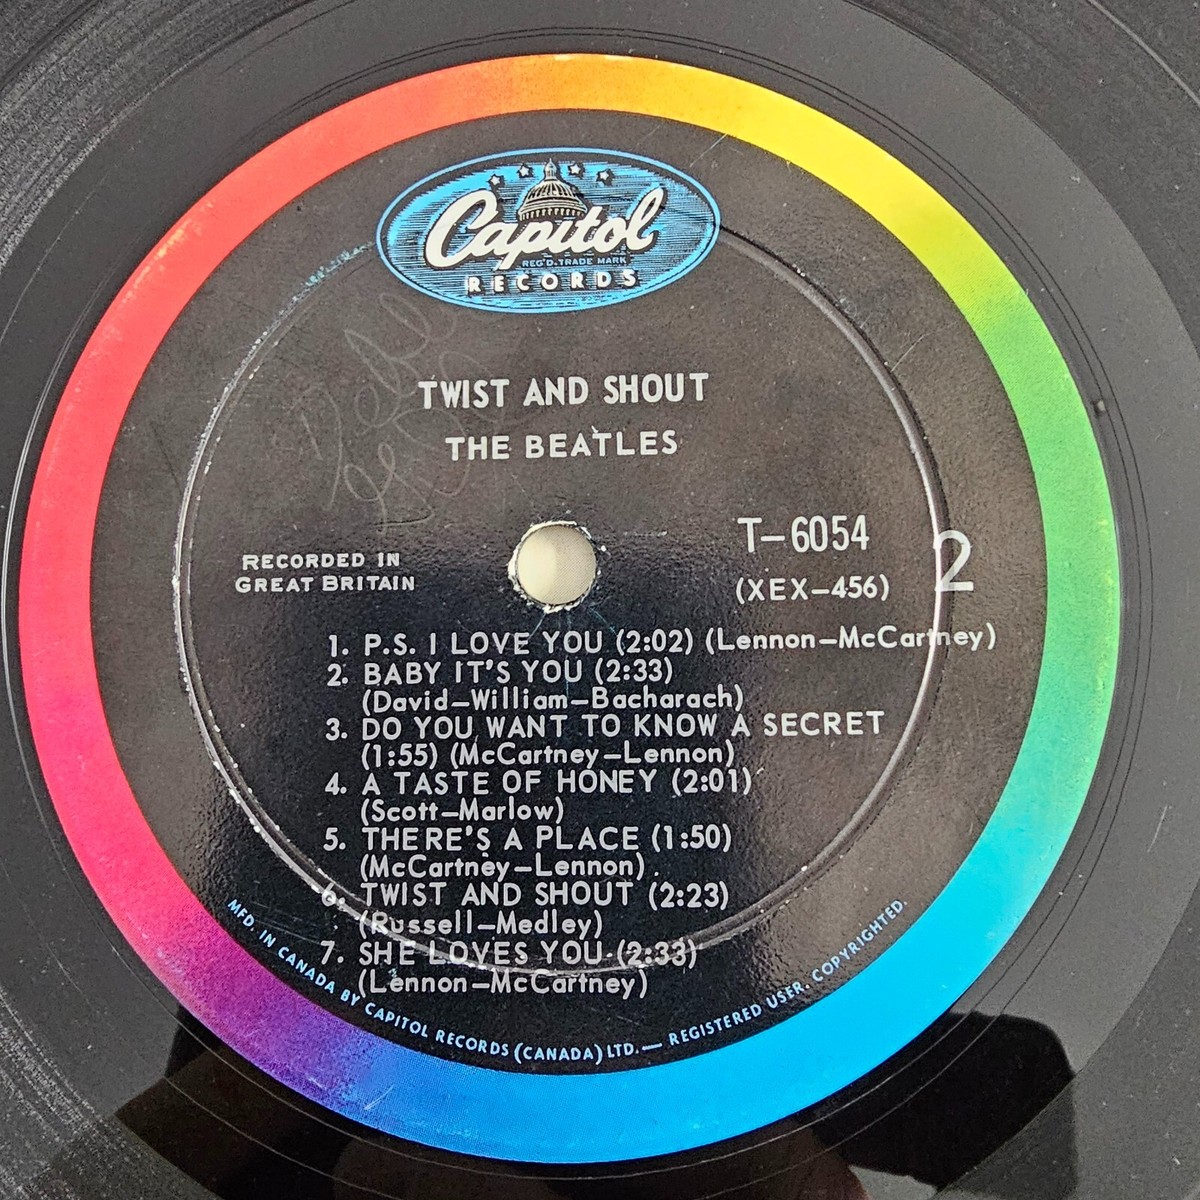 Capitol
REG'D. TRADE MARK
RECORDS
TWIST AND SHOUT
THE BEATLES
RECORDED IN
GREAT BRITAIN
T-6054
(XEX-456)
2
1. P.S. I LOVE YOU (2:02) (Lennon-McCartney)
2. BABY IT'S YOU (2:33)
(David-William-Bacharach)
3. DO YOU WANT TO KNOW A SECRET
(1:55) (McCartney-Lennon)
4. A TASTE OF HONEY (2:01)
(Scott-Marlow)
5. THERE'S A PLACE (1:50)
(McCartney-Lennon)
6. TWIST AND SHOUT (2:23)
(Russell-Medley)
7. SHE LOVES YOU (2:33)
(Lennon-McCartney)
MFD. IN CANADA BY CAPITOL RECORDS (CANADA) LTD. — REGISTERED USER. COPYRIGHTED.